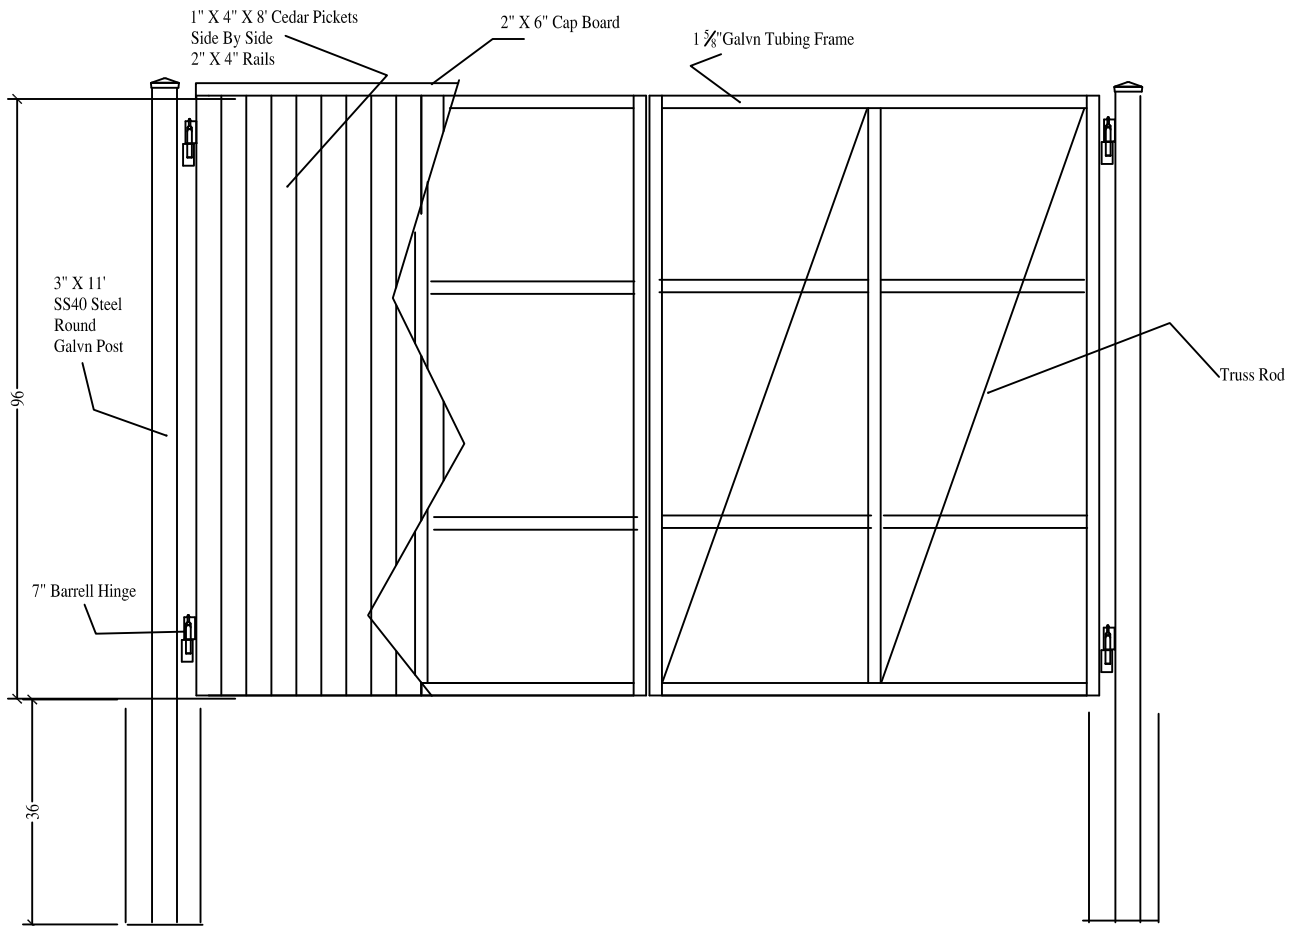 1" X 4" X 8' Cedar Pickets
Side By Side
2" X 4" Rails
2" X 6" Cap Board
1 5/8"Galvn Tubing Frame
3" X 11'
SS40 Steel
Round
Galvn Post
96
Truss Rod
7" Barrell Hinge
36